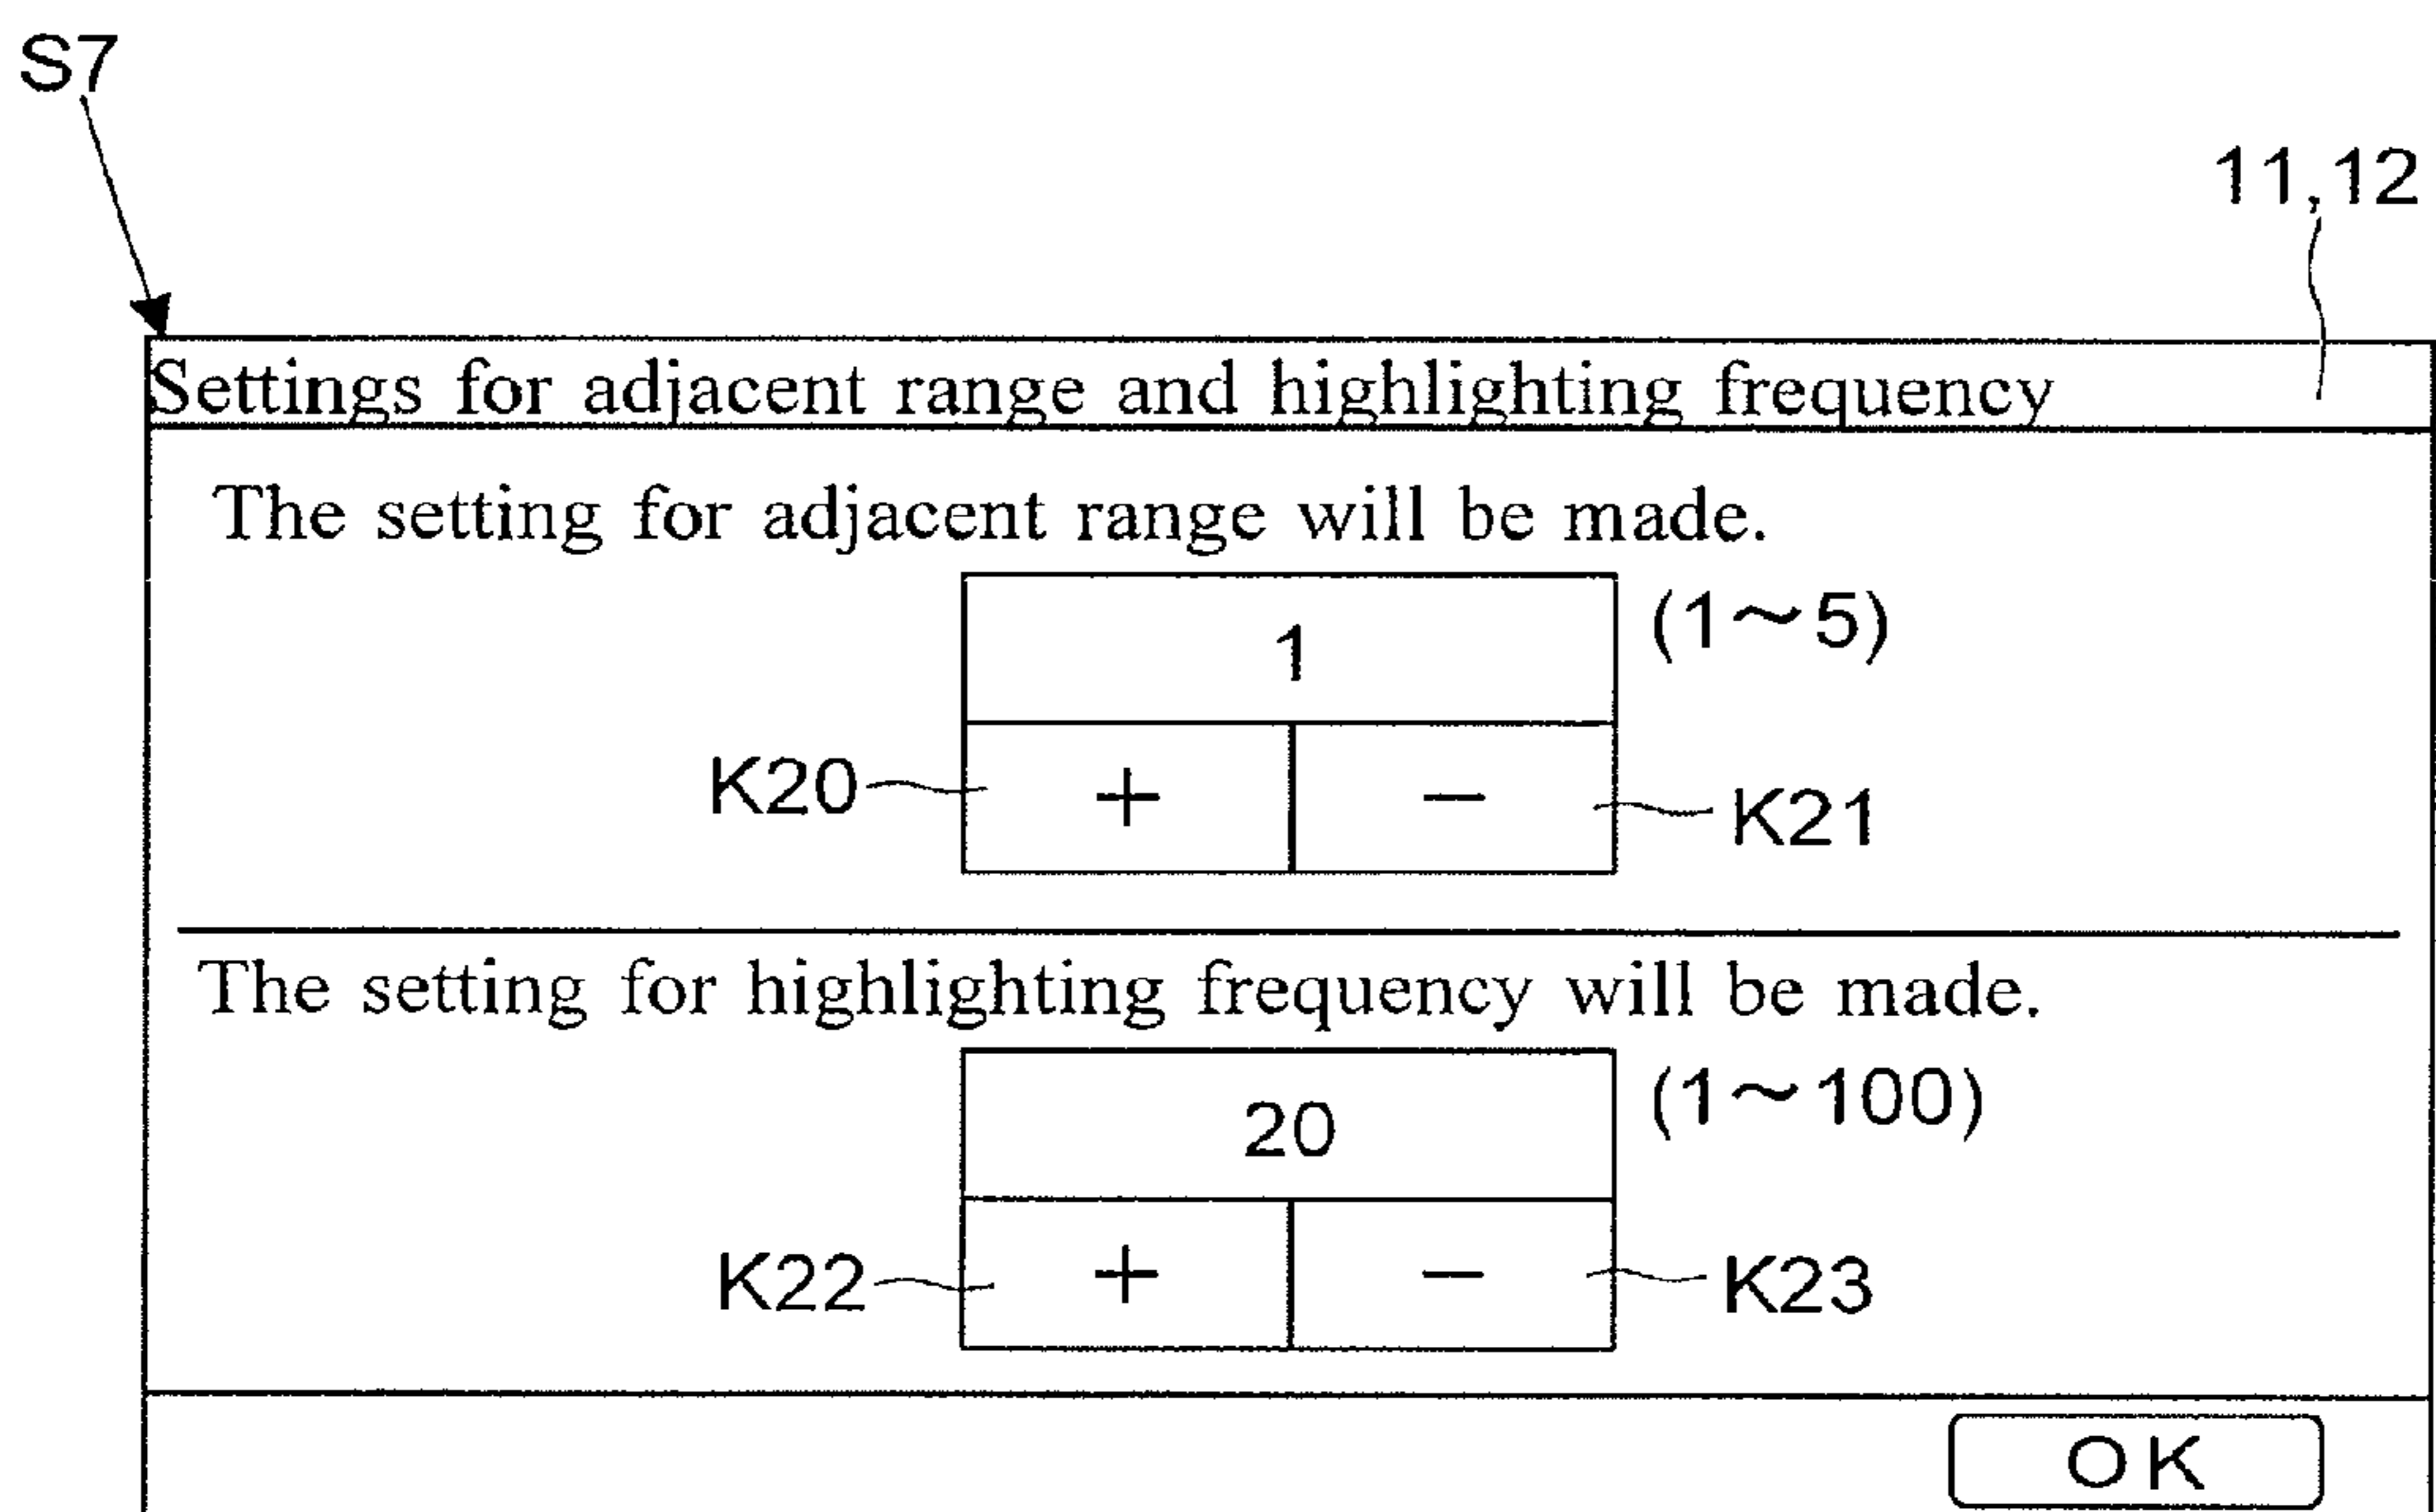 S7
11,12
Settings for adjacent range and highlighting frequency
The setting for adjacent range will be made.
1
(1～5)
K20
+
−
K21
The setting for highlighting frequency will be made.
20
(1～100)
K22
+
−
K23
OK